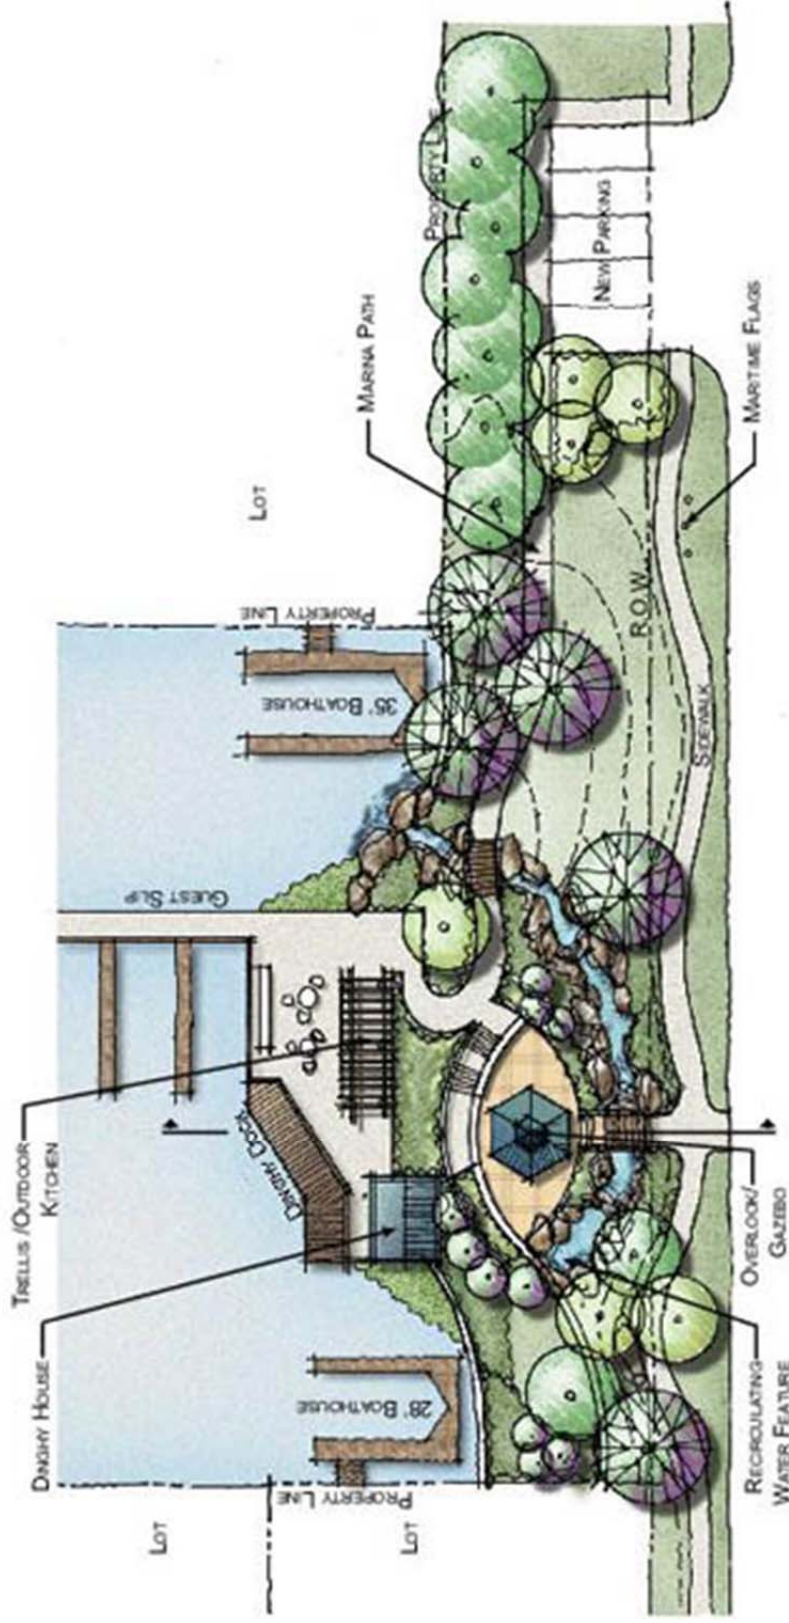 Trellis/Outdoor
Kitchen
Dinghy House
Lot
Lot
Property Line
28' Boathouse
Dinghy Dock
Guest Slip
35' Boathouse
Property Line
Lot
Marina Path
Property Line
New Parking
R.O.W.
Sidewalk
Maritime Flags
Overlook/
Gazebo
Recirculating
Water Feature